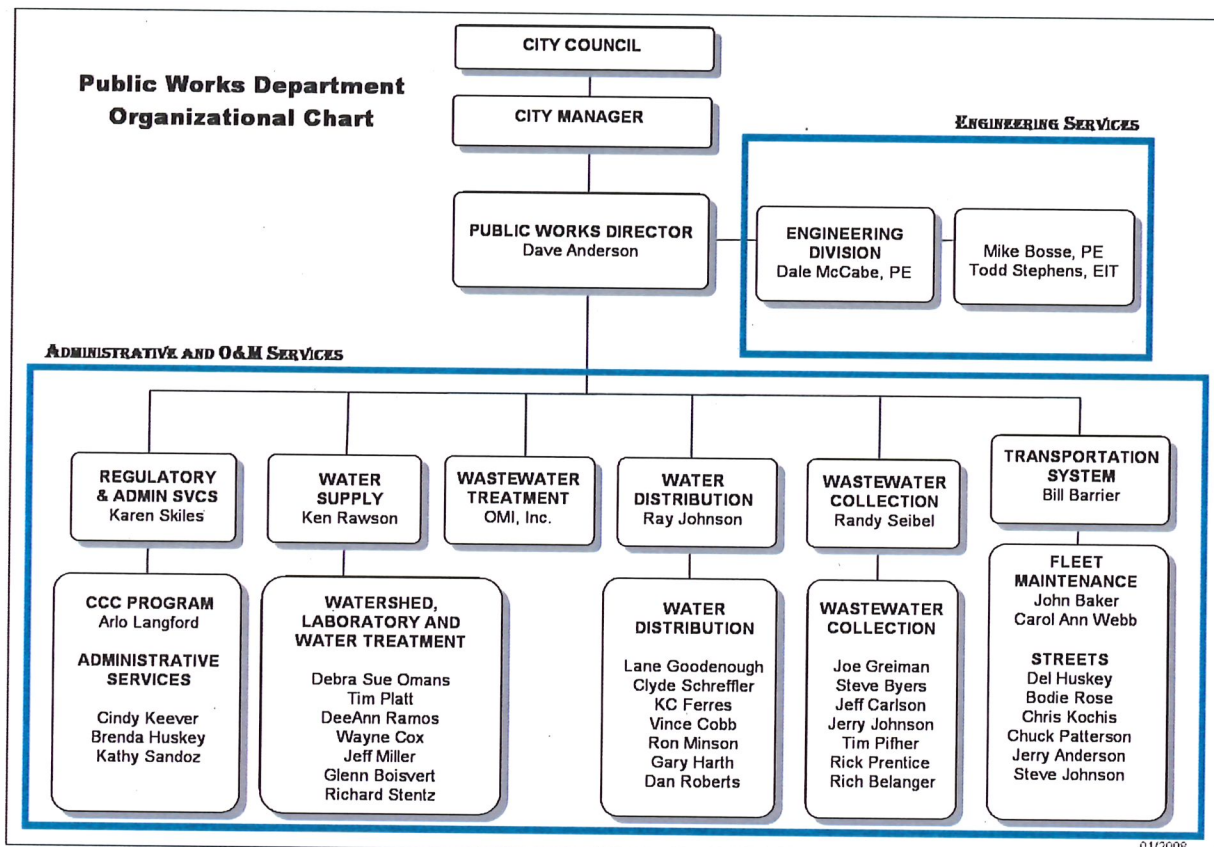 Public Works Department
Organizational Chart
CITY COUNCIL
CITY MANAGER
PUBLIC WORKS DIRECTOR
Dave Anderson
ENGINEERING SERVICES
ENGINEERING
DIVISION
Dale McCabe, PE
Mike Bosse, PE
Todd Stephens, EIT
ADMINISTRATIVE AND O&M SERVICES
REGULATORY
& ADMIN SVCS
Karen Skiles
WATER
SUPPLY
Ken Rawson
WASTEWATER
TREATMENT
OMI, Inc.
WATER
DISTRIBUTION
Ray Johnson
WASTEWATER
COLLECTION
Randy Seibel
TRANSPORTATION
SYSTEM
Bill Barrier
CCC PROGRAM
Arlo Langford
ADMINISTRATIVE
SERVICES
Cindy Keever
Brenda Huskey
Kathy Sandoz
WATERSHED,
LABORATORY AND
WATER TREATMENT
Debra Sue Omans
Tim Platt
DeeAnn Ramos
Wayne Cox
Jeff Miller
Glenn Boisvert
Richard Stentz
WATER
DISTRIBUTION
Lane Goodenough
Clyde Schreffler
KC Ferres
Vince Cobb
Ron Minson
Gary Harth
Dan Roberts
WASTEWATER
COLLECTION
Joe Greiman
Steve Byers
Jeff Carlson
Jerry Johnson
Tim Pifher
Rick Prentice
Rich Belanger
FLEET
MAINTENANCE
John Baker
Carol Ann Webb
STREETS
Del Huskey
Bodie Rose
Chris Kochis
Chuck Patterson
Jerry Anderson
Steve Johnson
01/2008